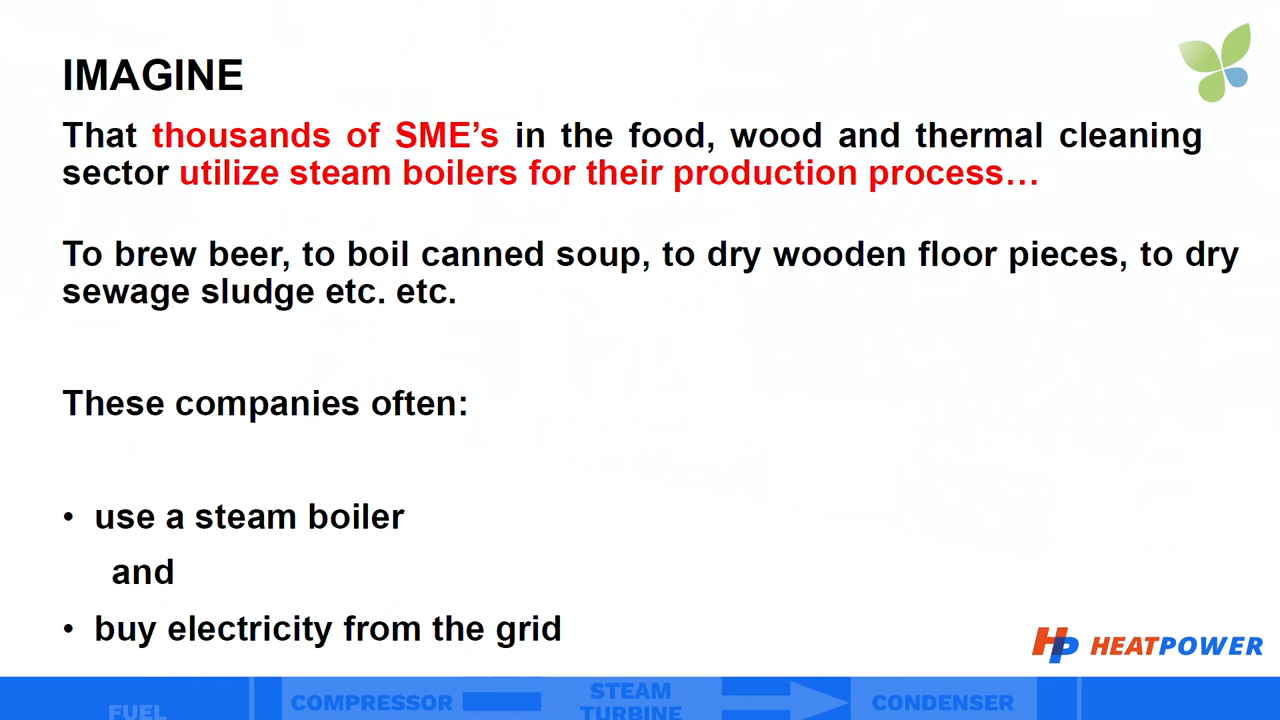 IMAGINE
That thousands of SME’s in the food, wood and thermal cleaning
sector utilize steam boilers for their production process…
To brew beer, to boil canned soup, to dry wooden floor pieces, to dry
sewage sludge etc. etc.
These companies often:
• use a steam boiler
and
• buy electricity from the grid
HP HEATPOWER
FUEL
COMPRESSOR
STEAM
TURBINE
CONDENSER